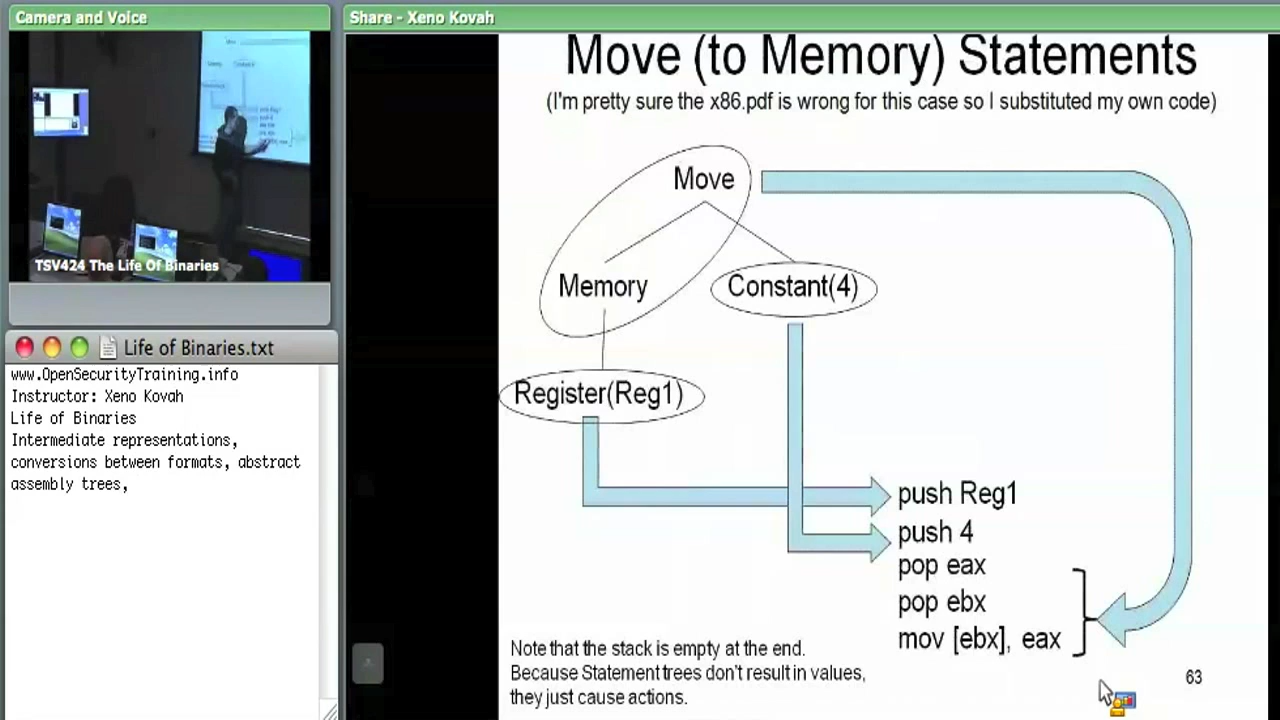 Camera and Voice
TSV424 The Life Of Binaries
Life of Binaries.txt
www.OpenSecurityTraining.info
Instructor: Xeno Kovah
Life of Binaries
Intermediate representations,
conversions between formats, abstract
assembly trees,
Share - Xeno Kovah
Move (to Memory) Statements
(I'm pretty sure the x86.pdf is wrong for this case so I substituted my own code)
Move
Memory
Constant(4)
Register(Reg1)
push Reg1
push 4
pop eax
pop ebx
mov [ebx], eax
Note that the stack is empty at the end.
Because Statement trees don't result in values,
they just cause actions.
63